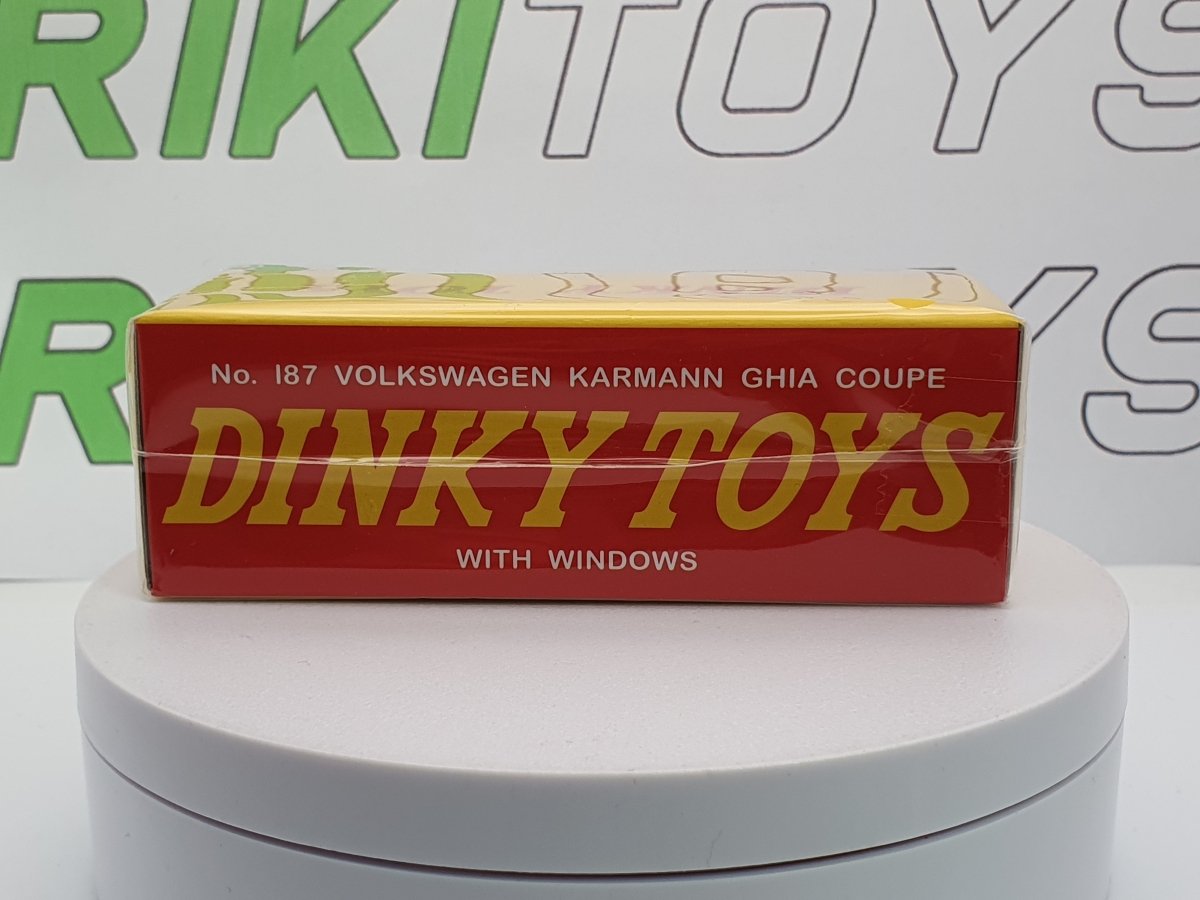 RIKITOYS
No. 187 VOLKSWAGEN KARMANN GHIA COUPE
DINKY TOYS
WITH WINDOWS